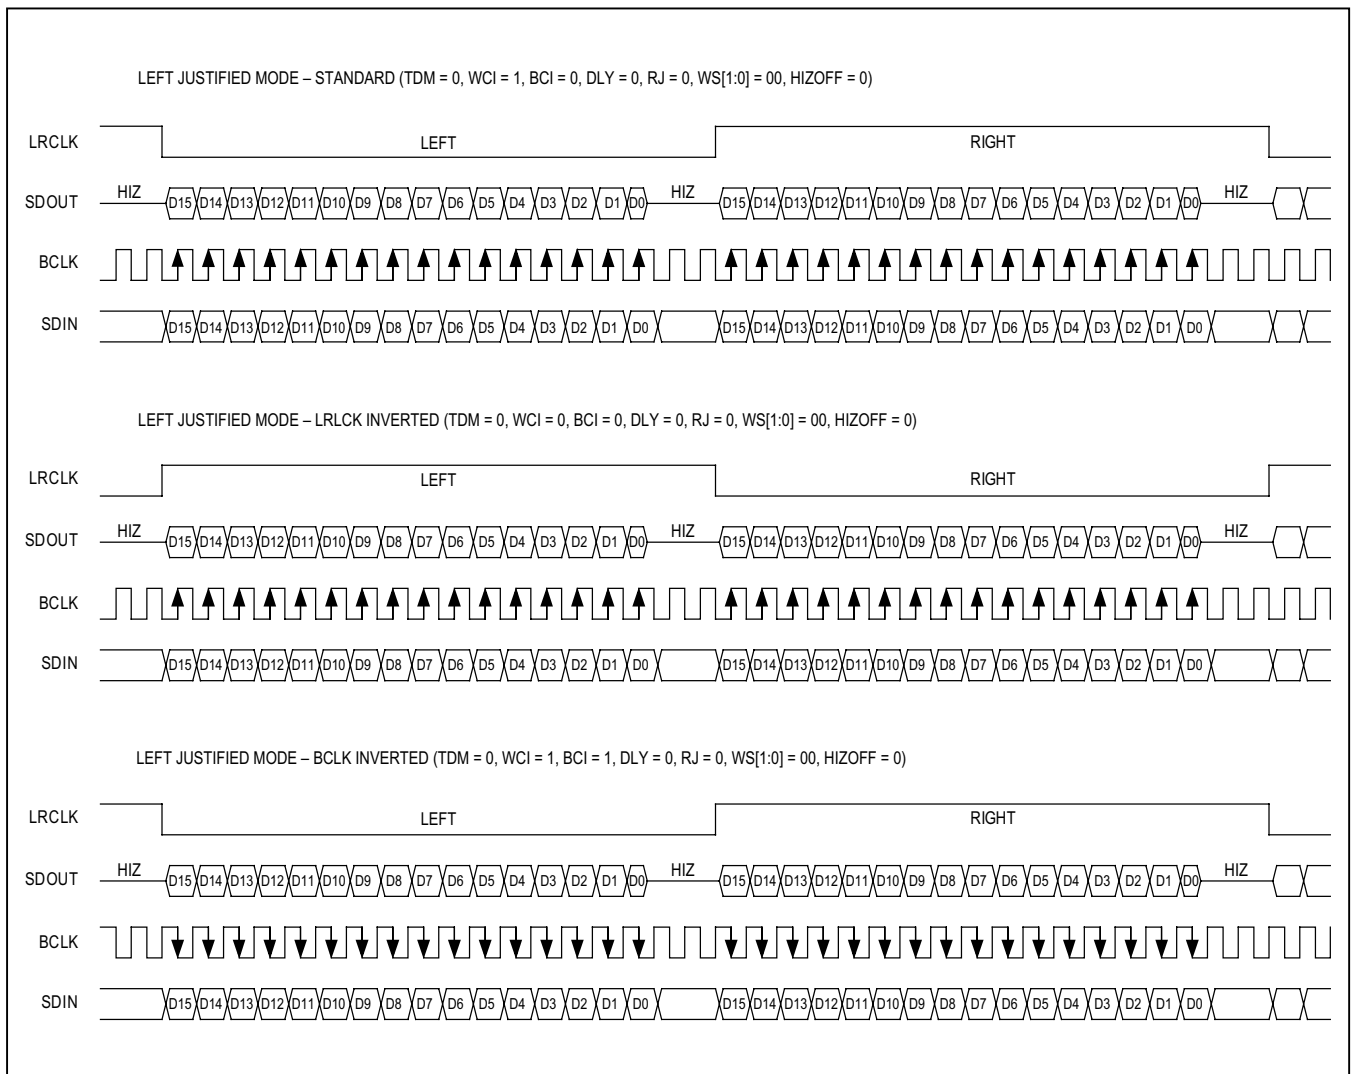 LEFT JUSTIFIED MODE – STANDARD (TDM = 0, WCI = 1, BCI = 0, DLY = 0, RJ = 0, WS[1:0] = 00, HIZOFF = 0)
LRCLK LEFT RIGHT
SDOUT HIZ D15 D14 D13 D12 D11 D10 D9 D8 D7 D6 D5 D4 D3 D2 D1 D0 HIZ D15 D14 D13 D12 D11 D10 D9 D8 D7 D6 D5 D4 D3 D2 D1 D0 HIZ
BCLK
SDIN D15 D14 D13 D12 D11 D10 D9 D8 D7 D6 D5 D4 D3 D2 D1 D0 D15 D14 D13 D12 D11 D10 D9 D8 D7 D6 D5 D4 D3 D2 D1 D0
LEFT JUSTIFIED MODE – LRLCK INVERTED (TDM = 0, WCI = 0, BCI = 0, DLY = 0, RJ = 0, WS[1:0] = 00, HIZOFF = 0)
LRCLK LEFT RIGHT
SDOUT HIZ D15 D14 D13 D12 D11 D10 D9 D8 D7 D6 D5 D4 D3 D2 D1 D0 HIZ D15 D14 D13 D12 D11 D10 D9 D8 D7 D6 D5 D4 D3 D2 D1 D0 HIZ
BCLK
SDIN D15 D14 D13 D12 D11 D10 D9 D8 D7 D6 D5 D4 D3 D2 D1 D0 D15 D14 D13 D12 D11 D10 D9 D8 D7 D6 D5 D4 D3 D2 D1 D0
LEFT JUSTIFIED MODE – BCLK INVERTED (TDM = 0, WCI = 1, BCI = 1, DLY = 0, RJ = 0, WS[1:0] = 00, HIZOFF = 0)
LRCLK LEFT RIGHT
SDOUT HIZ D15 D14 D13 D12 D11 D10 D9 D8 D7 D6 D5 D4 D3 D2 D1 D0 HIZ D15 D14 D13 D12 D11 D10 D9 D8 D7 D6 D5 D4 D3 D2 D1 D0 HIZ
BCLK
SDIN D15 D14 D13 D12 D11 D10 D9 D8 D7 D6 D5 D4 D3 D2 D1 D0 D15 D14 D13 D12 D11 D10 D9 D8 D7 D6 D5 D4 D3 D2 D1 D0